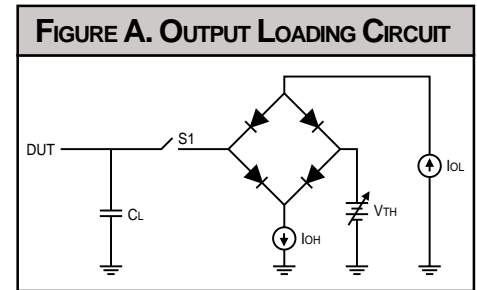 FIGURE A. OUTPUT LOADING CIRCUIT
DUT
S1
IOL
CL
VTH
IOH